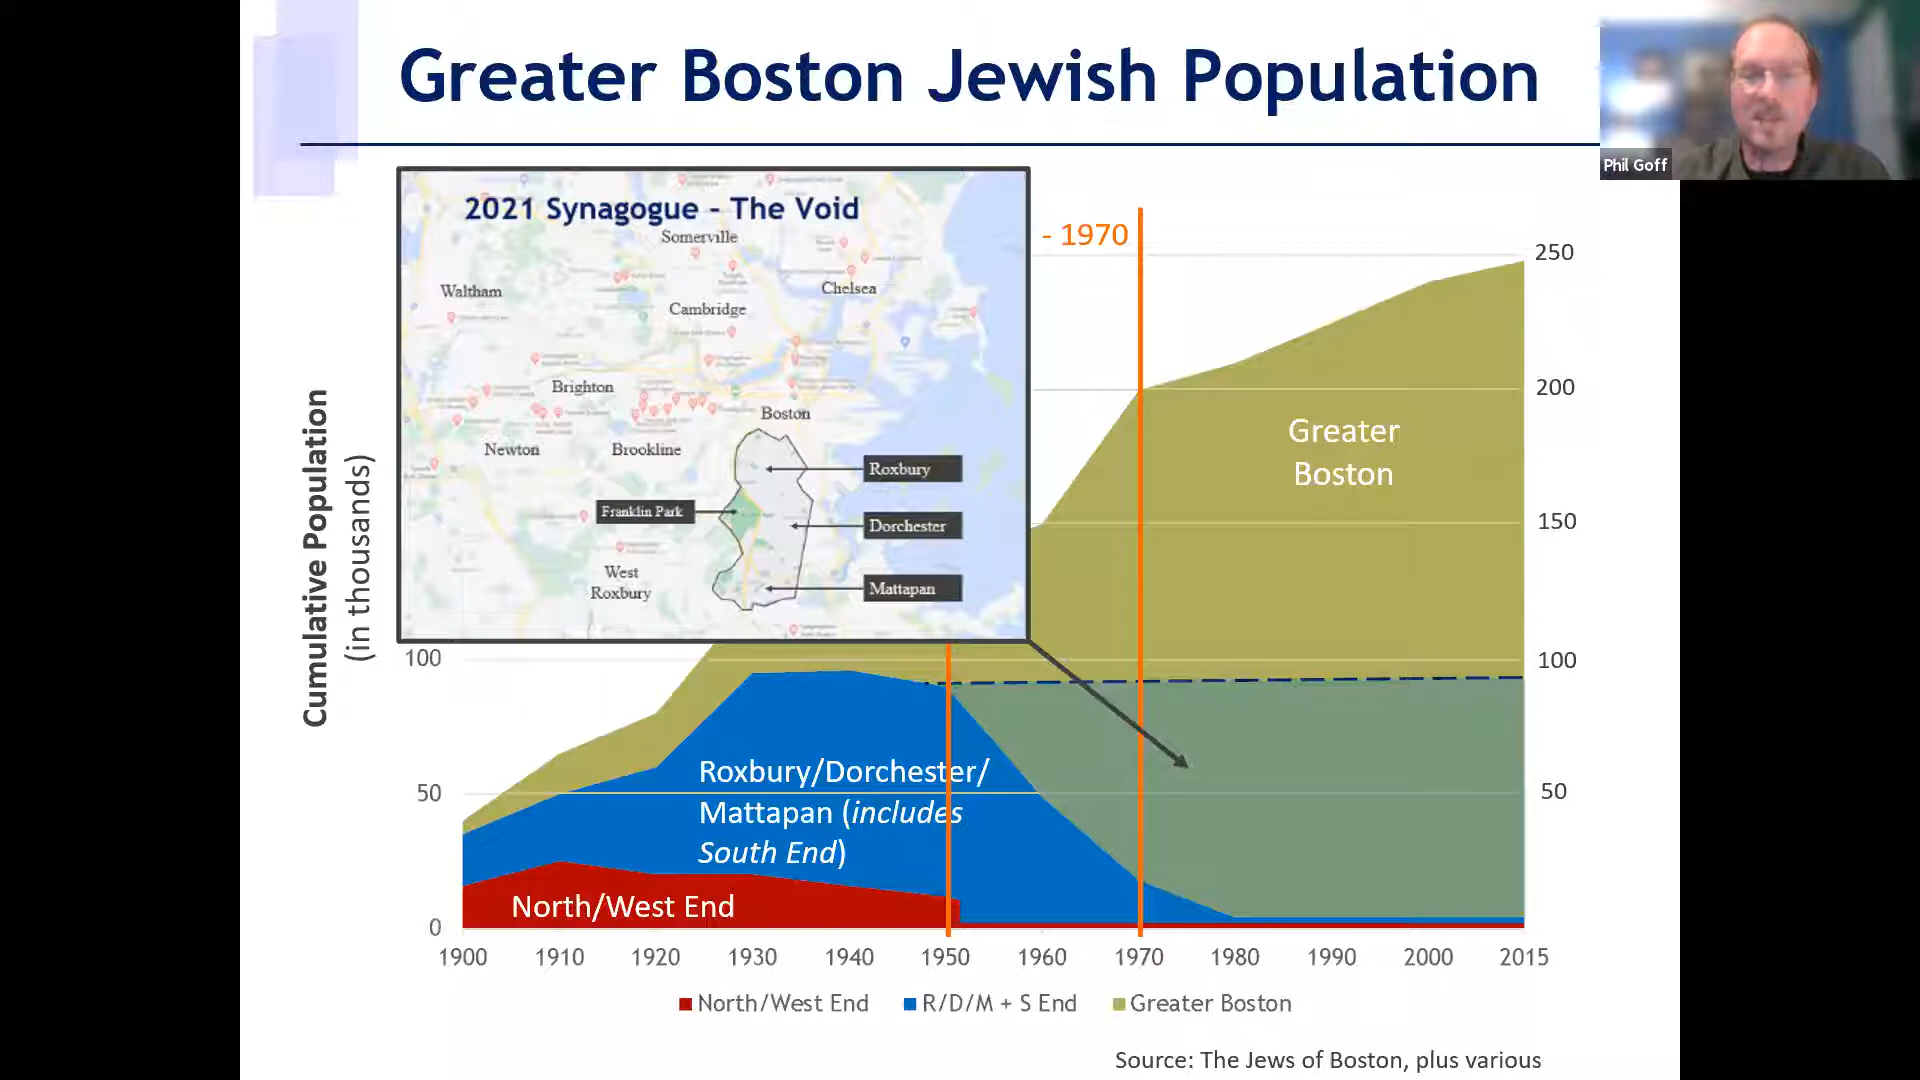 Greater Boston Jewish Population
Phil Goff
2021 Synagogue - The Void
Somerville
Waltham
Chelsea
Cambridge
Brighton
Boston
Newton
Brookline
Roxbury
Franklin Park
Dorchester
West
Roxbury
Mattapan
- 1970
250
200
150
100
50
Greater
Boston
Cumulative Population
(in thousands)
100
50
0
Roxbury/Dorchester/
Mattapan (includes
South End)
North/West End
1900 1910 1920 1930 1940 1950 1960 1970 1980 1990 2000 2015
North/West End R/D/M + S End Greater Boston
Source: The Jews of Boston, plus various